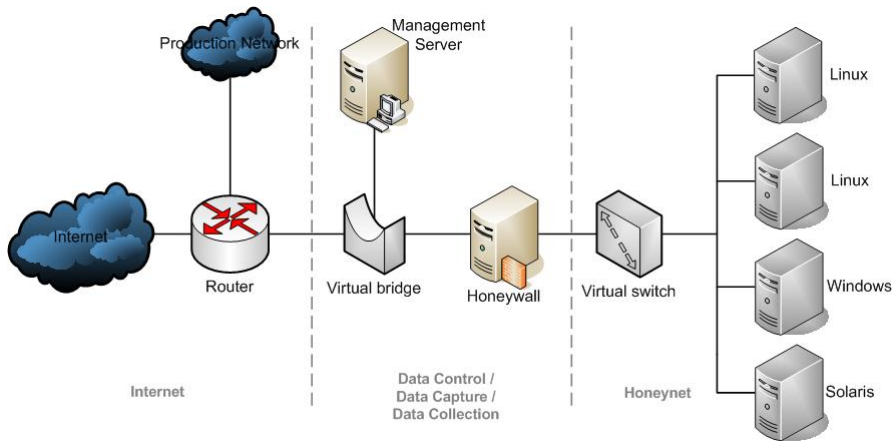 Production Network
Management
Server
Linux
Linux
Internet
Router
Virtual bridge
Honeywall
Virtual switch
Windows
Solaris
Internet
Data Control /
Data Capture /
Data Collection
Honeynet